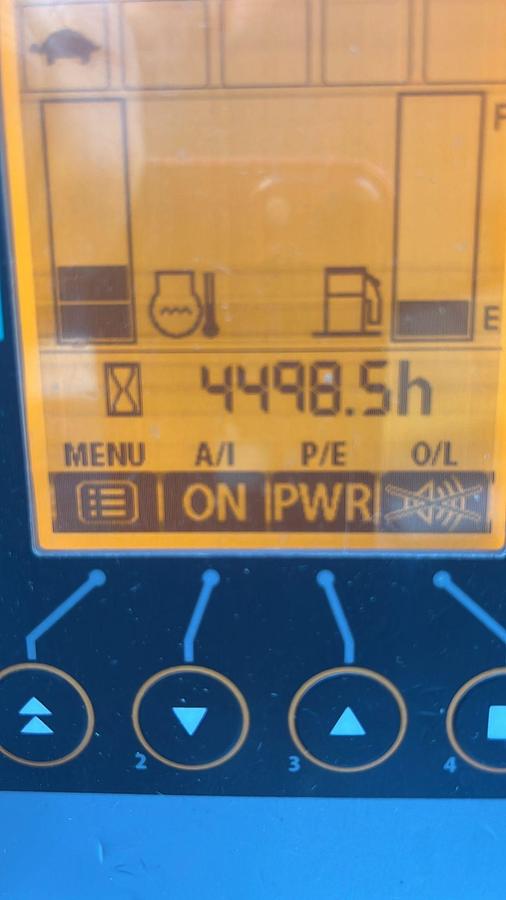 F
E
4498.5h
MENU A/I P/E O/L
ON PWR
2 3 4